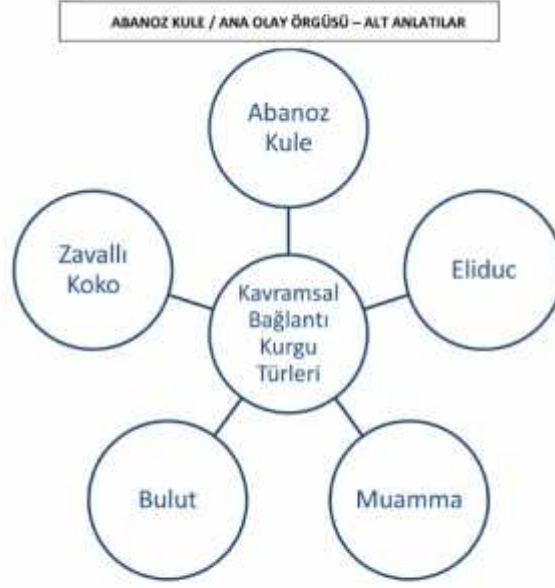 ABANOZ KULE / ANA OLAY ÖRGÜSÜ – ALT ANLATILAR
Abanoz
Kule
Zavallı
Koko
Eliduc
Kavramsal
Bağlantı
Kurgu
Türleri
Bulut
Muamma